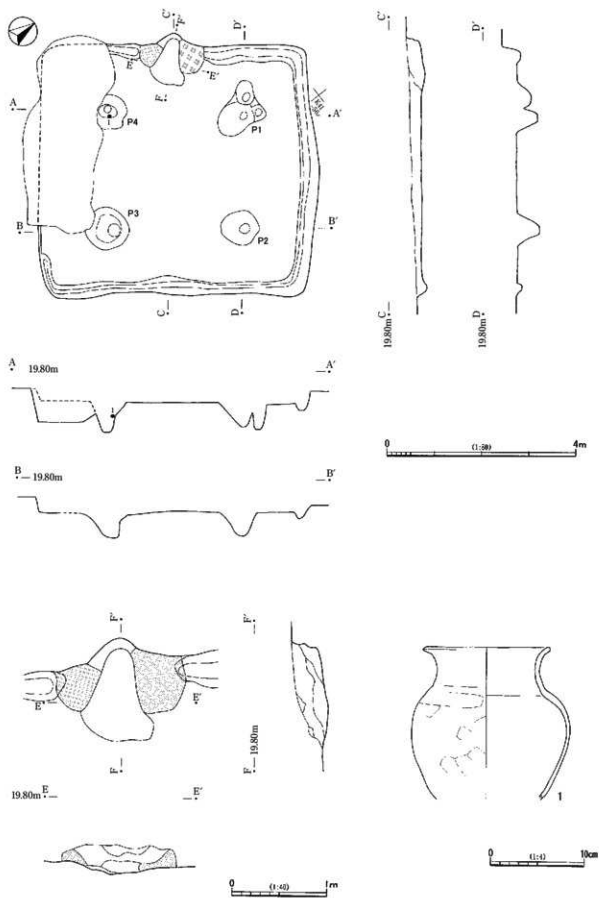 C'
F'
D'
E
E'
F
A
A'
P4
P1
B
B'
P3
P2
C
D
C'
D'
C
19.80m
D
19.80m
A 19.80m
A'
1
0 (1:80) 4m
B 19.80m
B'
F'
F'
E
E'
F
F
19.80m
19.80m E
E'
1
0 (1:40) 1m
0 (1:4) 10cm